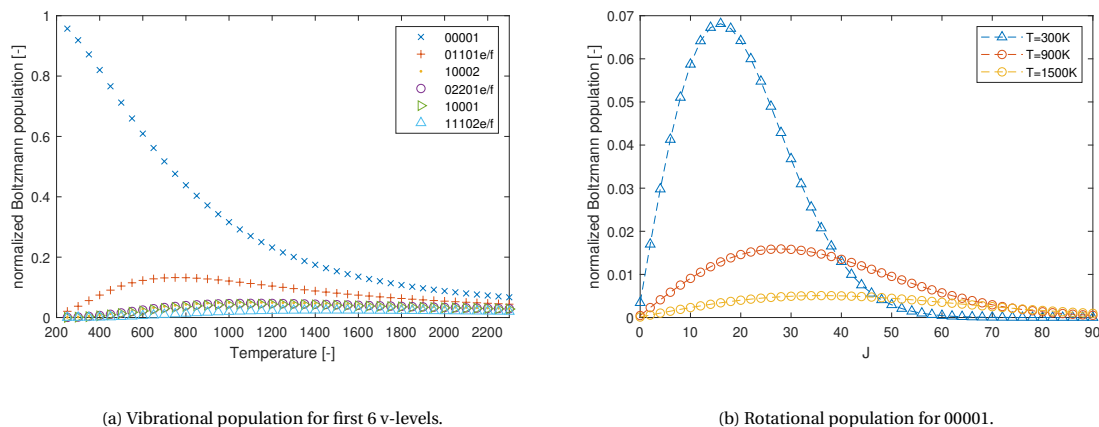 normalized Boltzmann population [-]
1
0.8
0.6
0.4
0.2
0
200 400 600 800 1000 1200 1400 1600 1800 2000 2200
Temperature [-]
00001
01101e/f
10002
02201e/f
10001
11102e/f
(a) Vibrational population for first 6 v-levels.
normalized Boltzmann population [-]
0.07
0.06
0.05
0.04
0.03
0.02
0.01
0
0 10 20 30 40 50 60 70 80 90
J
T=300K
T=900K
T=1500K
(b) Rotational population for 00001.